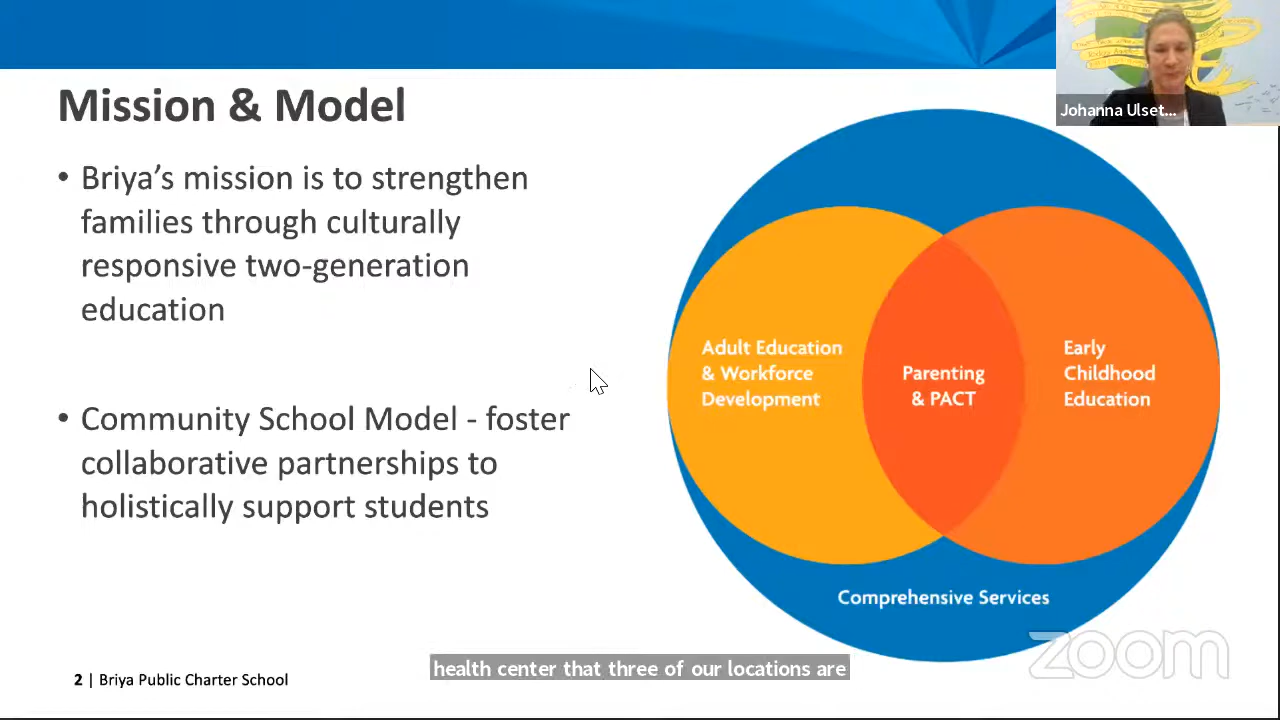 Mission & Model
• Briya’s mission is to strengthen
families through culturally
responsive two-generation
education
• Community School Model - foster
collaborative partnerships to
holistically support students
Adult Education
& Workforce
Development
Parenting
& PACT
Early
Childhood
Education
Comprehensive Services
Johanna Ulset...
zoom
health center that three of our locations are
2 | Briya Public Charter School